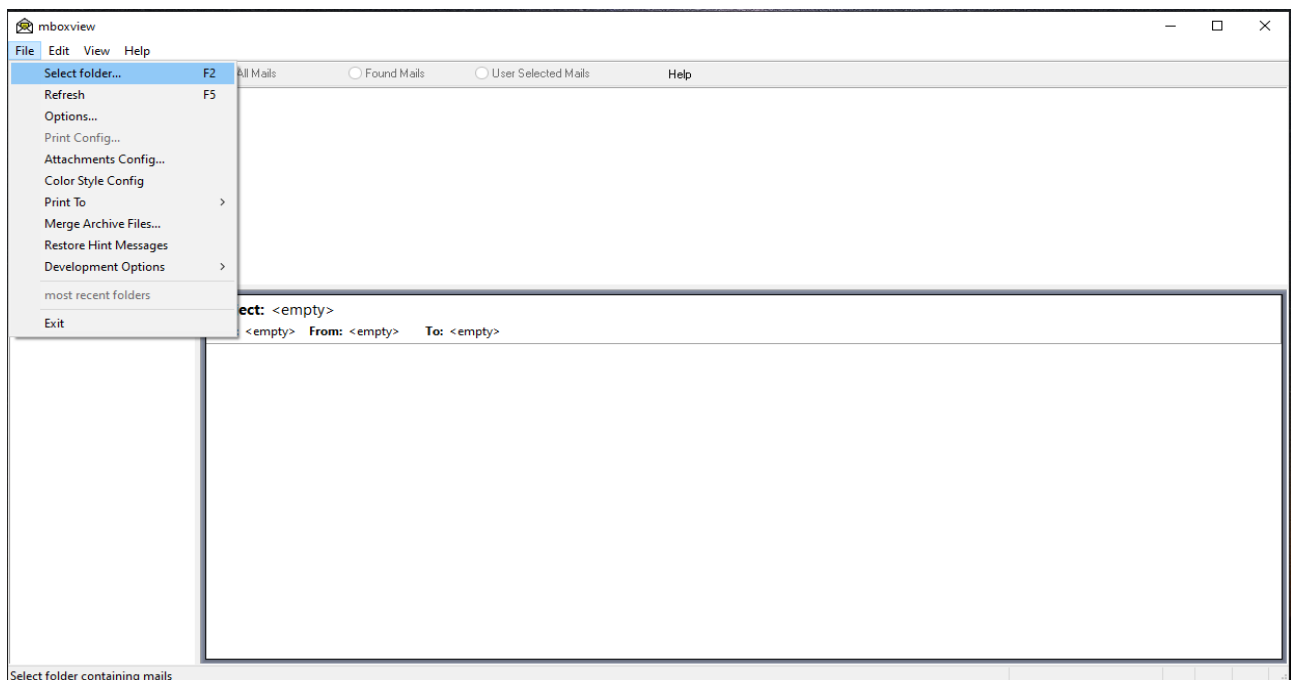 mboxview
File Edit View Help
Select folder... F2 All Mails Found Mails User Selected Mails Help
Refresh F5
Options...
Print Config...
Attachments Config...
Color Style Config
Print To >
Merge Archive Files...
Restore Hint Messages
Development Options >
most recent folders
ect: <empty>
Exit
: <empty> From: <empty> To: <empty>
Select folder containing mails